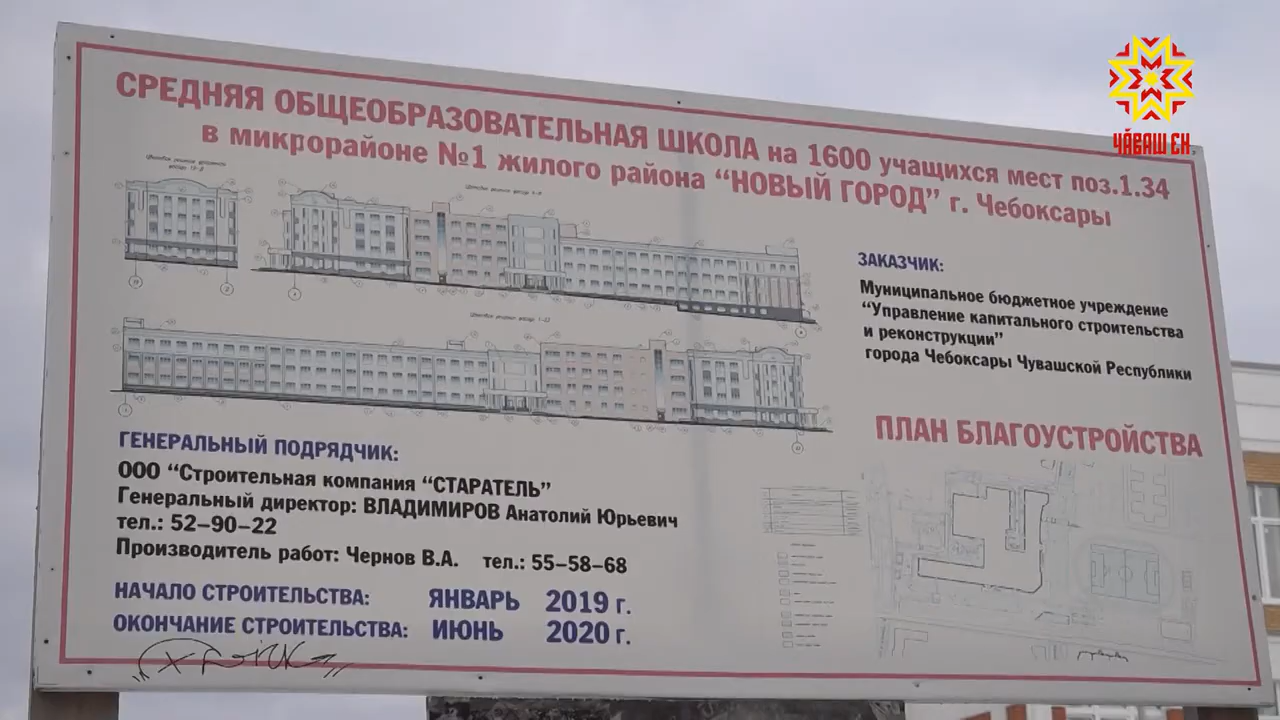 ЧӐВАШ ЕН
СРЕДНЯЯ ОБЩЕОБРАЗОВАТЕЛЬНАЯ ШКОЛА на 1600 учащихся мест поз.1.34
в микрорайоне №1 жилого района “НОВЫЙ ГОРОД” г. Чебоксары
ЗАКАЗЧИК:
Муниципальное бюджетное учреждение
“Управление капитального строительства
и реконструкции”
города Чебоксары Чувашской Республики
ПЛАН БЛАГОУСТРОЙСТВА
ГЕНЕРАЛЬНЫЙ ПОДРЯДЧИК:
ООО “Строительная компания “СТАРАТЕЛЬ”
Генеральный директор: ВЛАДИМИРОВ Анатолий Юрьевич
тел.: 52–90–22
Производитель работ: Чернов В.А. тел.: 55–58–68
НАЧАЛО СТРОИТЕЛЬСТВА: ЯНВАРЬ 2019 г.
ОКОНЧАНИЕ СТРОИТЕЛЬСТВА: ИЮНЬ 2020 г.